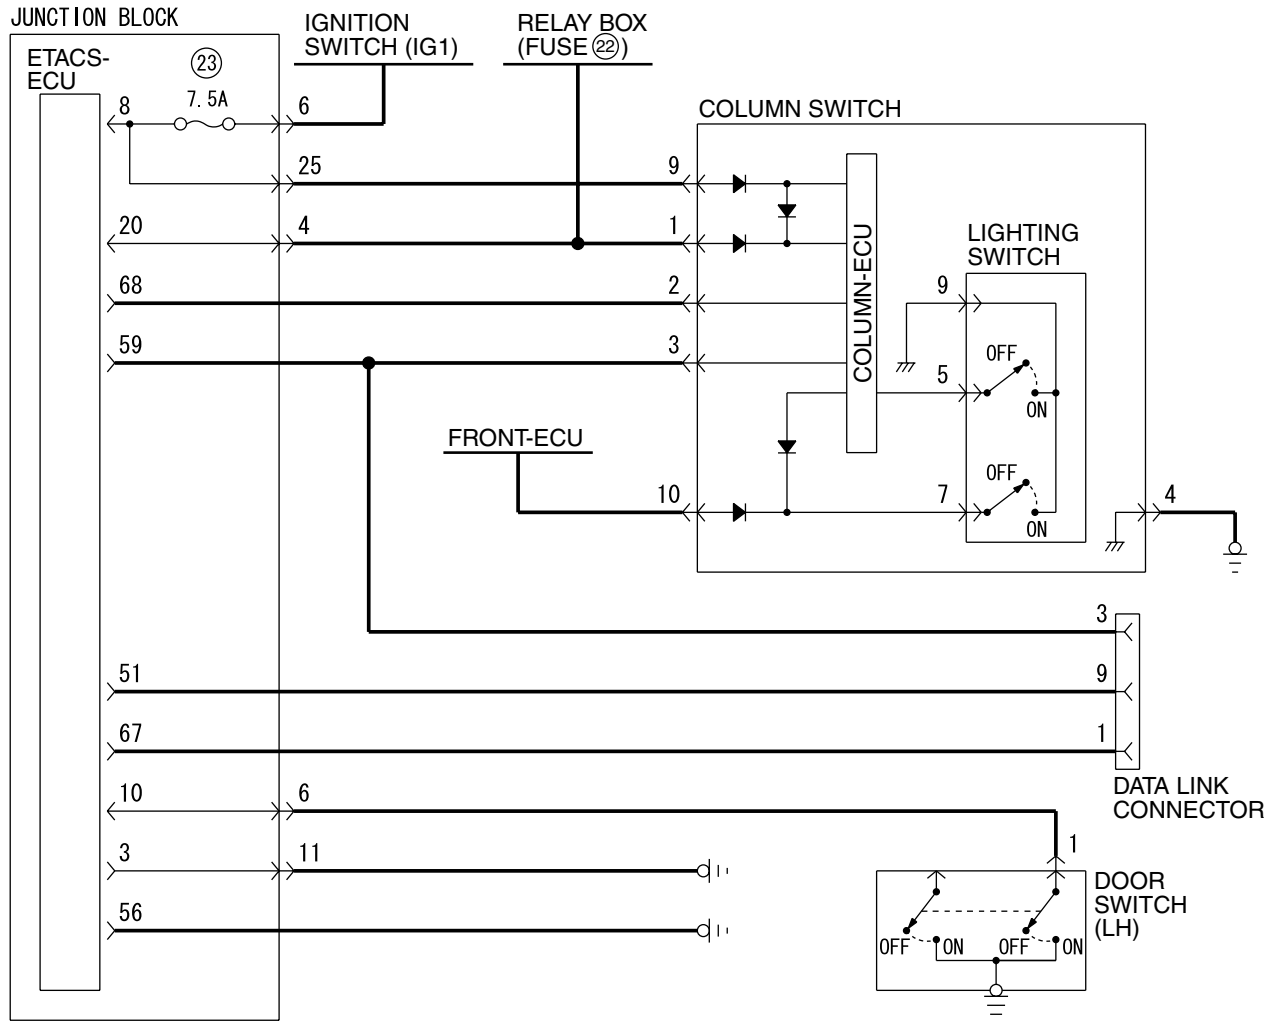 JUNCTION BLOCK
IGNITION
SWITCH (IG1)
RELAY BOX
(FUSE 22)
ETACS-
ECU
23
7.5A
8
6
COLUMN SWITCH
25
9
20
4
1
LIGHTING
SWITCH
68
2
9
59
3
COLUMN-ECU
OFF
5
ON
FRONT-ECU
OFF
10
7
4
ON
3
51
9
67
1
DATA LINK
CONNECTOR
10
6
1
3
11
DOOR
SWITCH
(LH)
56
OFF
ON
OFF
ON